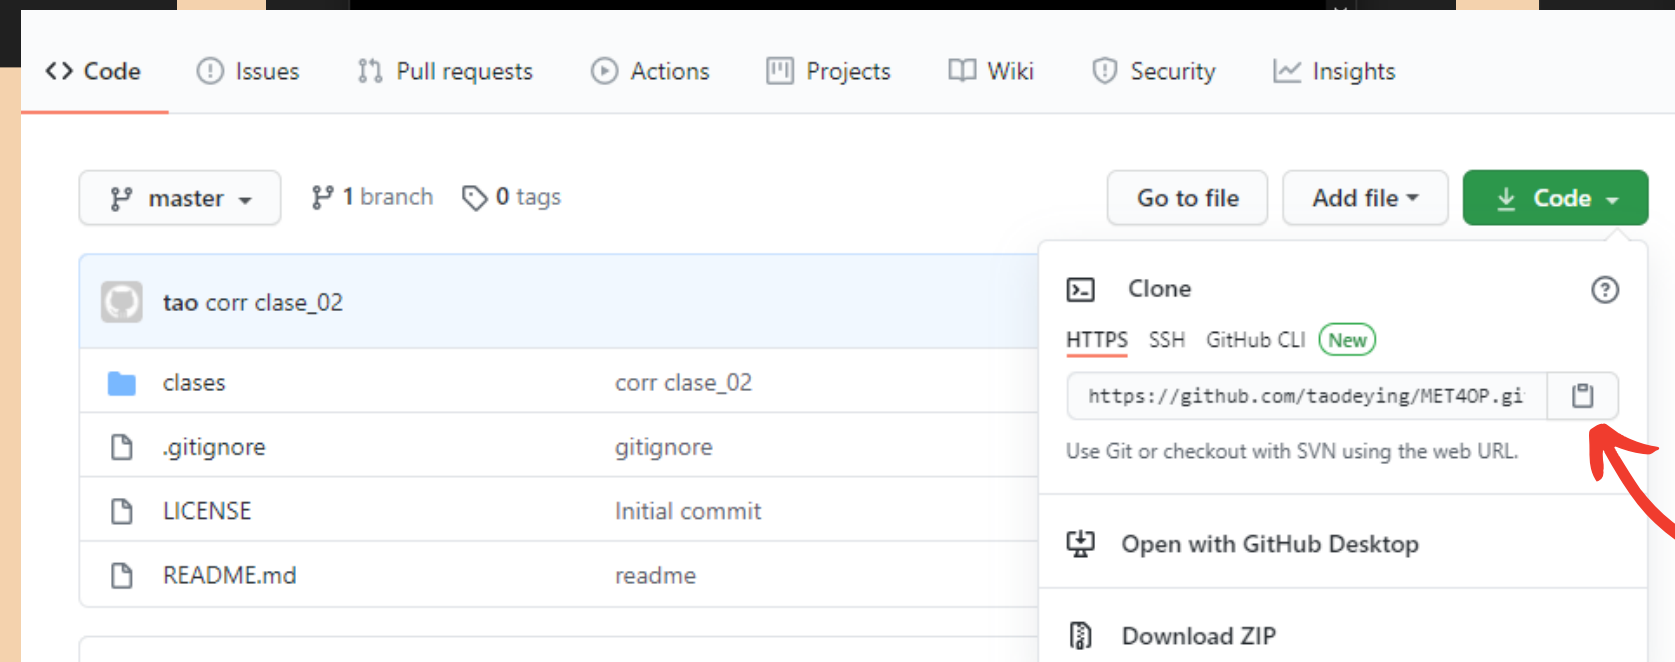 <> Code Issues Pull requests Actions Projects Wiki Security Insights
master 1 branch 0 tags Go to file Add file Code
tao corr clase_02
Clone
HTTPS SSH GitHub CLI New
clases corr clase_02
https://github.com/taodeying/MET4OP.gi
.gitignore gitignore
Use Git or checkout with SVN using the web URL.
LICENSE Initial commit
Open with GitHub Desktop
README.md readme
Download ZIP